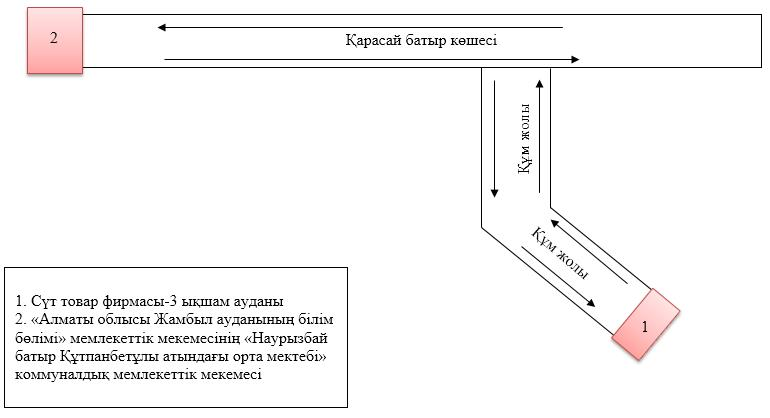 2
Қарасай батыр көшесі
Құм жолы
Құм жолы
1
1. Сүт товар фирмасы-3 ықшам ауданы
2. «Алматы облысы Жамбыл ауданының білім
бөлімі» мемлекеттік мекемесінің «Наурызбай
батыр Құтпанбетұлы атындағы орта мектебі»
коммуналдық мемлекеттік мекемесі